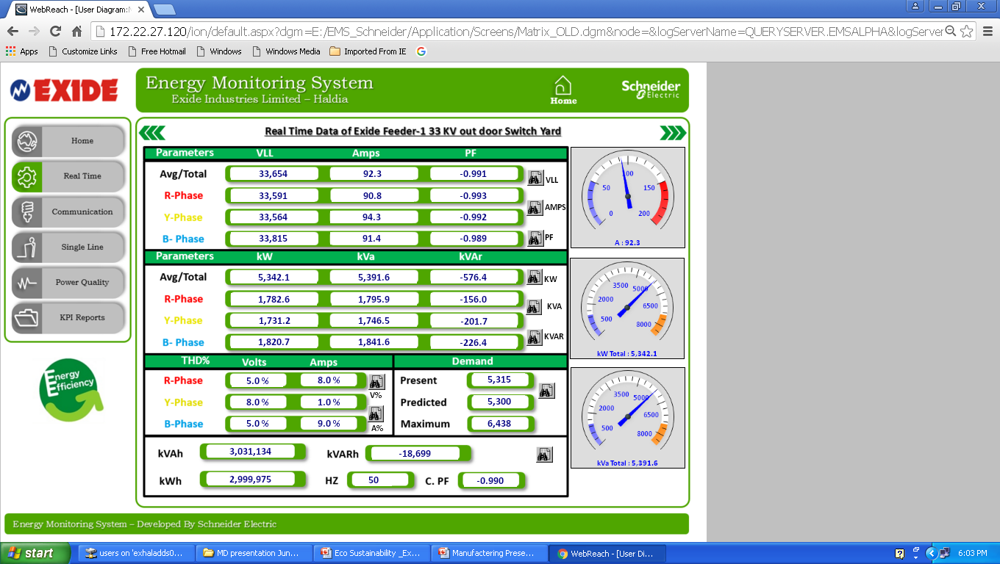 WebReach - [User Diagram:M
172.22.27.120/ion/default.aspx?dgm=E:/EMS_Schneider/Application/Screens/Matrix_OLD.dgm&node=&logServerName=QUERYSERVER.EMSALPHA&logServer
Apps Customize Links Free Hotmail Windows Windows Media Imported From IE G
EXIDE
Energy Monitoring System
Exide Industries Limited – Haldia
Home
Schneider
Electric
Home
Real Time
Communication
Single Line
Power Quality
KPI Reports
Energy
Efficiency
Real Time Data of Exide Feeder-1 33 KV out door Switch Yard
Parameters VLL Amps PF
Avg/Total 33,654 92.3 -0.991 VLL
R-Phase 33,591 90.8 -0.993 AMPS
Y-Phase 33,564 94.3 -0.992
B- Phase 33,815 91.4 -0.989 PF
Parameters kW kVa kVAr
Avg/Total 5,342.1 5,391.6 -576.4 KW
R-Phase 1,782.6 1,795.9 -156.0 KVA
Y-Phase 1,731.2 1,746.5 -201.7
B- Phase 1,820.7 1,841.6 -226.4 KVAR
THD% Volts Amps
R-Phase 5.0 % 8.0 % V%
Y-Phase 8.0 % 1.0 %
B-Phase 5.0 % 9.0 % A%
Demand
Present 5,315
Predicted 5,300
Maximum 6,438
kVAh 3,031,134 kVARh -18,699
kWh 2,999,975 HZ 50 C. PF -0.990
0 50 100 150 200
A : 92.3
500 2000 3500 5000 6500 8000
kW Total : 5,342.1
500 2000 3500 5000 6500 8000
kVa Total : 5,391.6
Energy Monitoring System – Developed By Schneider Electric
start users on 'exhaladds0... MD presentation Jun... Eco Sustainability _Ex... Manufactering Prese... WebReach - [User Di... 6:03 PM